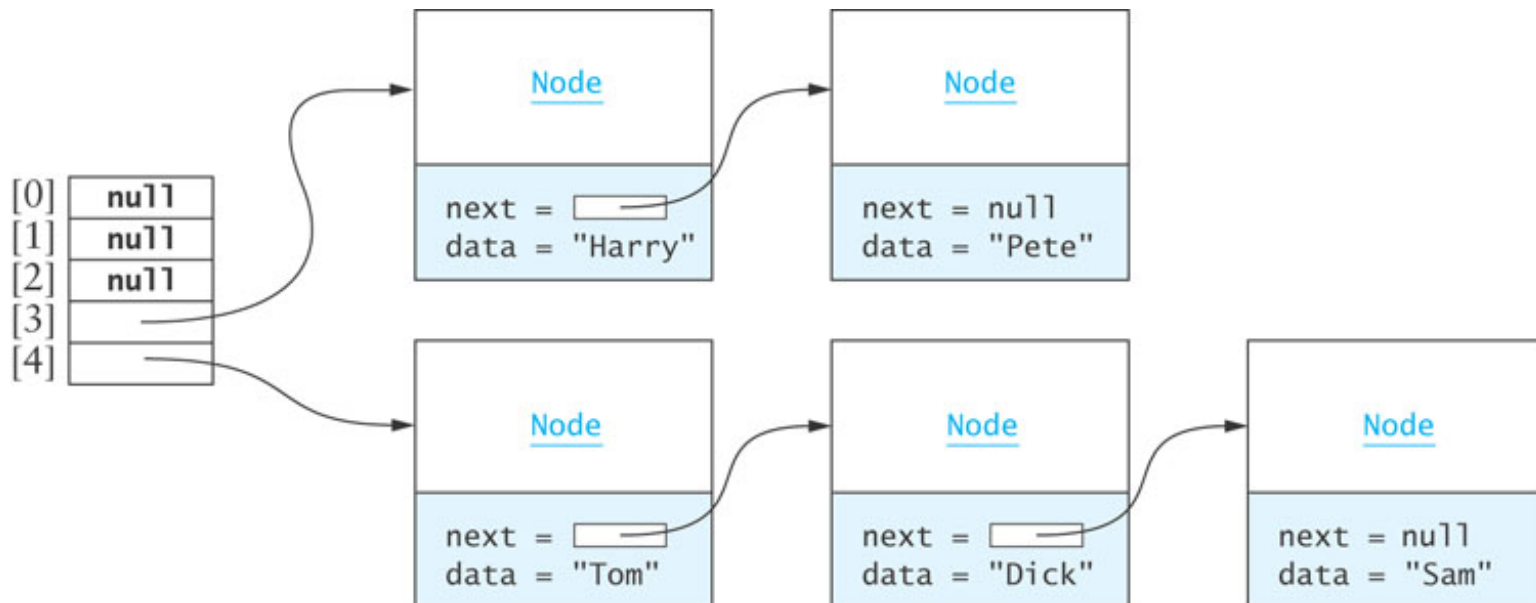 [0] null
[1] null
[2] null
[3]
[4]
Node
next =
data = "Harry"
Node
next = null
data = "Pete"
Node
next =
data = "Tom"
Node
next =
data = "Dick"
Node
next = null
data = "Sam"